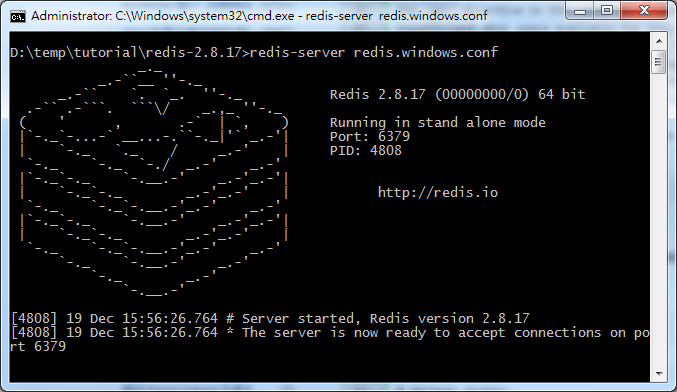 Administrator: C:\Windows\system32\cmd.exe - redis-server redis.windows.conf
D:\temp\tutorial\redis-2.8.17>redis-server redis.windows.conf
Redis 2.8.17 (00000000/0) 64 bit
Running in stand alone mode
Port: 6379
PID: 4808
http://redis.io
[4808] 19 Dec 15:56:26.764 # Server started, Redis version 2.8.17
[4808] 19 Dec 15:56:26.764 * The server is now ready to accept connections on po
rt 6379